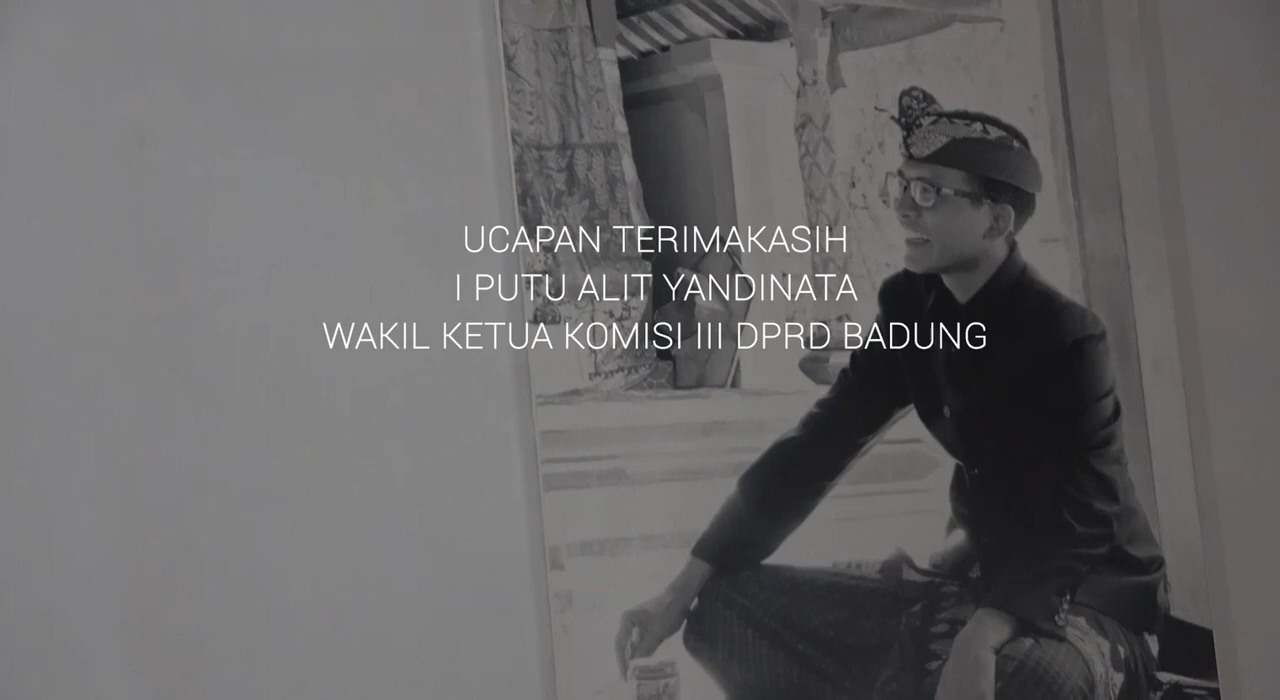 UCAPAN TERIMAKASIH
I PUTU ALIT YANDINATA
WAKIL KETUA KOMISI III DPRD BADUNG